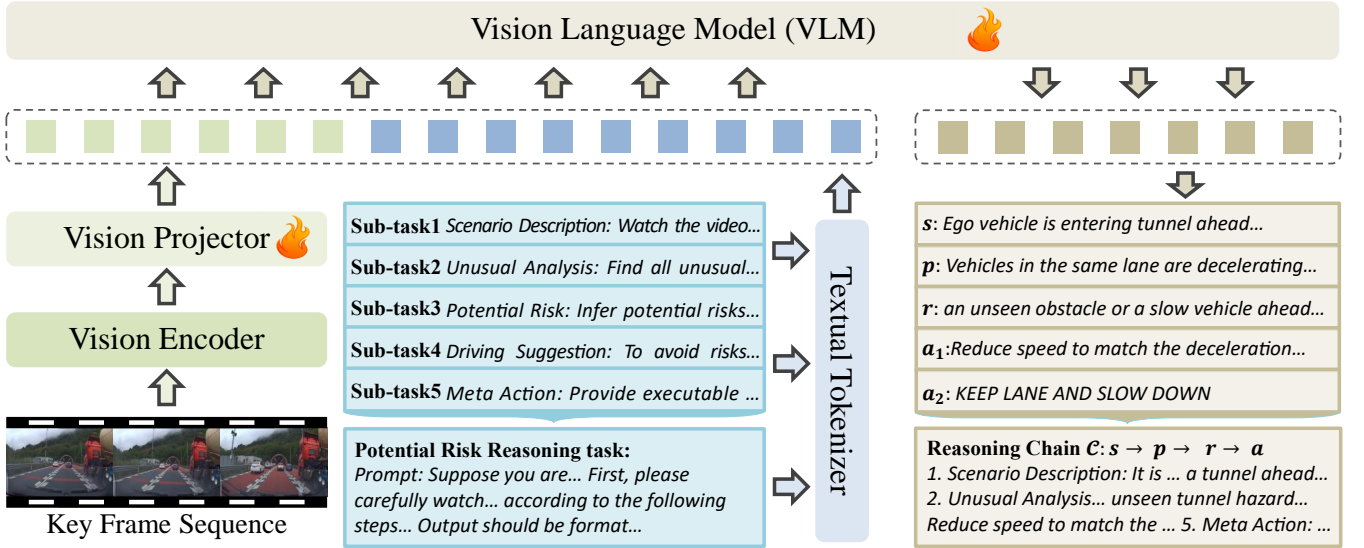 Vision Language Model (VLM)
Vision Projector
Vision Encoder
Key Frame Sequence
Sub-task1 Scenario Description: Watch the video...
Sub-task2 Unusual Analysis: Find all unusual...
Sub-task3 Potential Risk: Infer potential risks...
Sub-task4 Driving Suggestion: To avoid risks...
Sub-task5 Meta Action: Provide executable ...
Potential Risk Reasoning task:
Prompt: Suppose you are... First, please
carefully watch... according to the following
steps... Output should be format...
Textual Tokenizer
s: Ego vehicle is entering tunnel ahead...
p: Vehicles in the same lane are decelerating...
r: an unseen obstacle or a slow vehicle ahead...
a₁:Reduce speed to match the deceleration...
a₂: KEEP LANE AND SLOW DOWN
Reasoning Chain 𝒞: s → p → r → a
1. Scenario Description: It is ... a tunnel ahead...
2. Unusual Analysis... unseen tunnel hazard...
Reduce speed to match the ... 5. Meta Action: ...